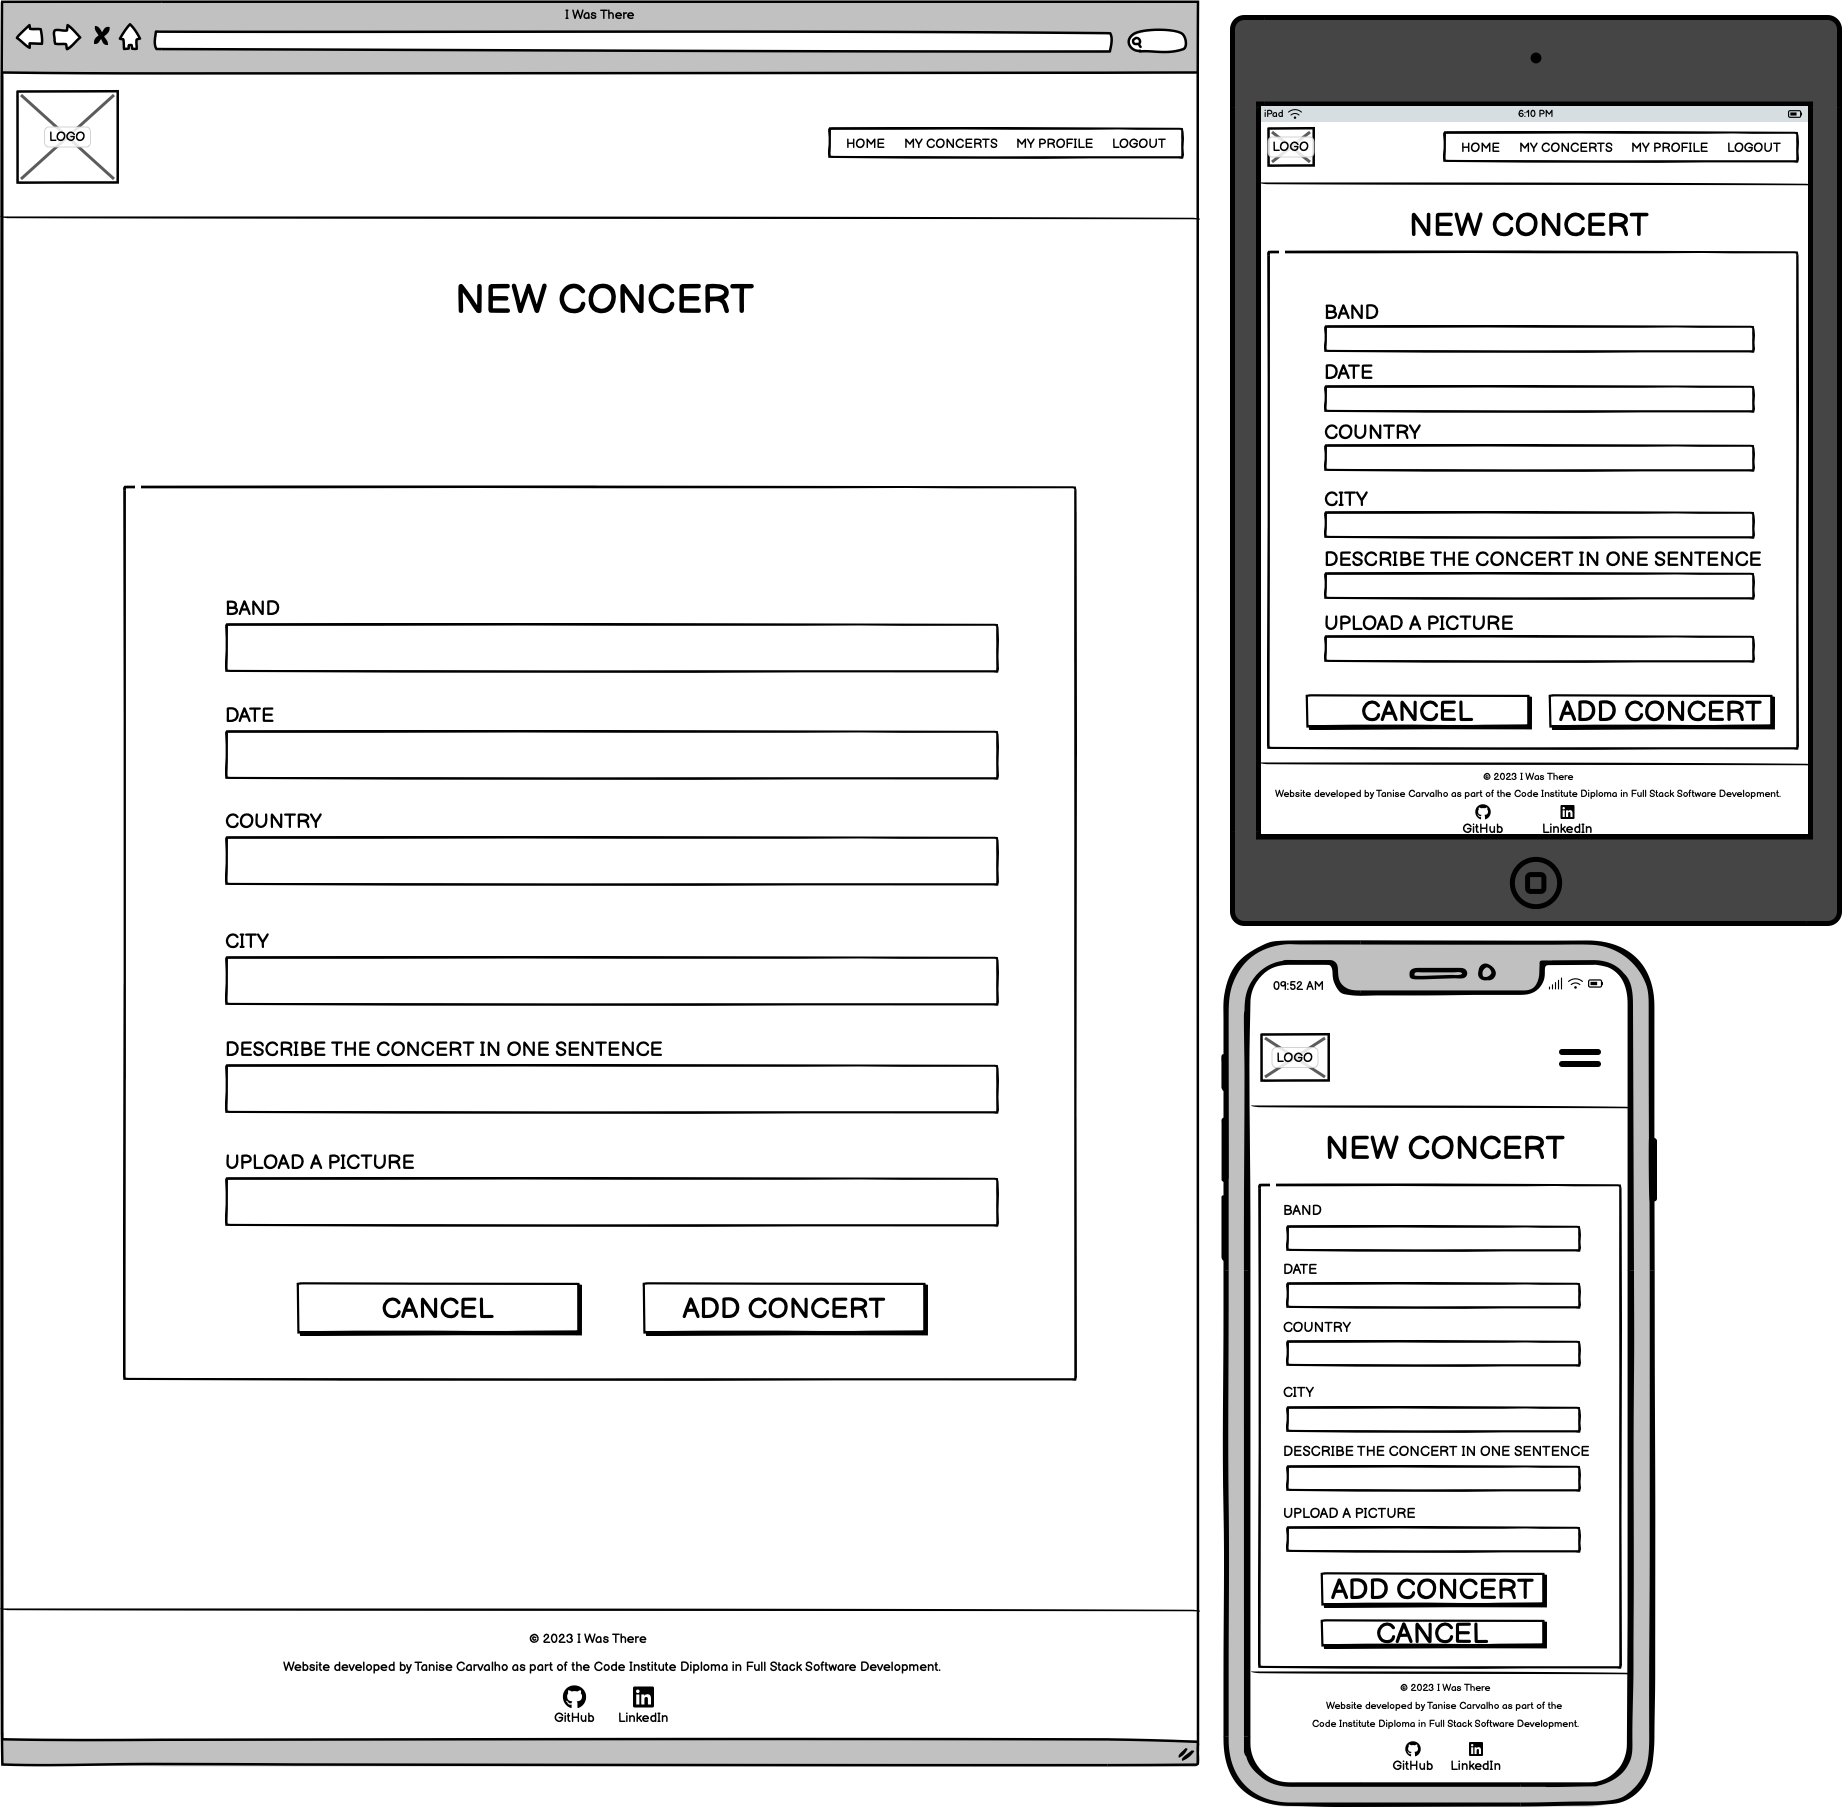 I Was There
LOGO
HOME MY CONCERTS MY PROFILE LOGOUT
NEW CONCERT
BAND
DATE
COUNTRY
CITY
DESCRIBE THE CONCERT IN ONE SENTENCE
UPLOAD A PICTURE
CANCEL ADD CONCERT
© 2023 I Was There
Website developed by Tanise Carvalho as part of the Code Institute Diploma in Full Stack Software Development.
GitHub LinkedIn
iPad 6:10 PM
LOGO
HOME MY CONCERTS MY PROFILE LOGOUT
NEW CONCERT
BAND
DATE
COUNTRY
CITY
DESCRIBE THE CONCERT IN ONE SENTENCE
UPLOAD A PICTURE
CANCEL ADD CONCERT
© 2023 I Was There
Website developed by Tanise Carvalho as part of the Code Institute Diploma in Full Stack Software Development.
GitHub LinkedIn
09:52 AM
LOGO
NEW CONCERT
BAND
DATE
COUNTRY
CITY
DESCRIBE THE CONCERT IN ONE SENTENCE
UPLOAD A PICTURE
ADD CONCERT
CANCEL
© 2023 I Was There
Website developed by Tanise Carvalho as part of the
Code Institute Diploma in Full Stack Software Development.
GitHub LinkedIn